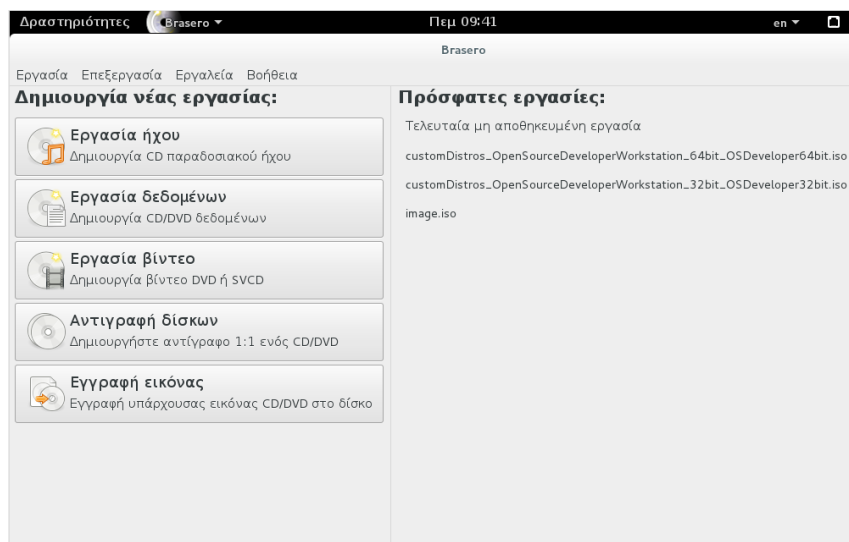 Δραστηριότητες Brasero Πεμ 09:41 en
Brasero
Εργασία Επεξεργασία Εργαλεία Βοήθεια
Δημιουργία νέας εργασίας:
Εργασία ήχου
Δημιουργία CD παραδοσιακού ήχου
Εργασία δεδομένων
Δημιουργία CD/DVD δεδομένων
Εργασία βίντεο
Δημιουργία βίντεο DVD ή SVCD
Αντιγραφή δίσκων
Δημιουργήστε αντίγραφο 1:1 ενός CD/DVD
Εγγραφή εικόνας
Εγγραφή υπάρχουσας εικόνας CD/DVD στο δίσκο
Πρόσφατες εργασίες:
Τελευταία μη αποθηκευμένη εργασία
customDistros_OpenSourceDeveloperWorkstation_64bit_OSDeveloper64bit.iso
customDistros_OpenSourceDeveloperWorkstation_32bit_OSDeveloper32bit.iso
image.iso